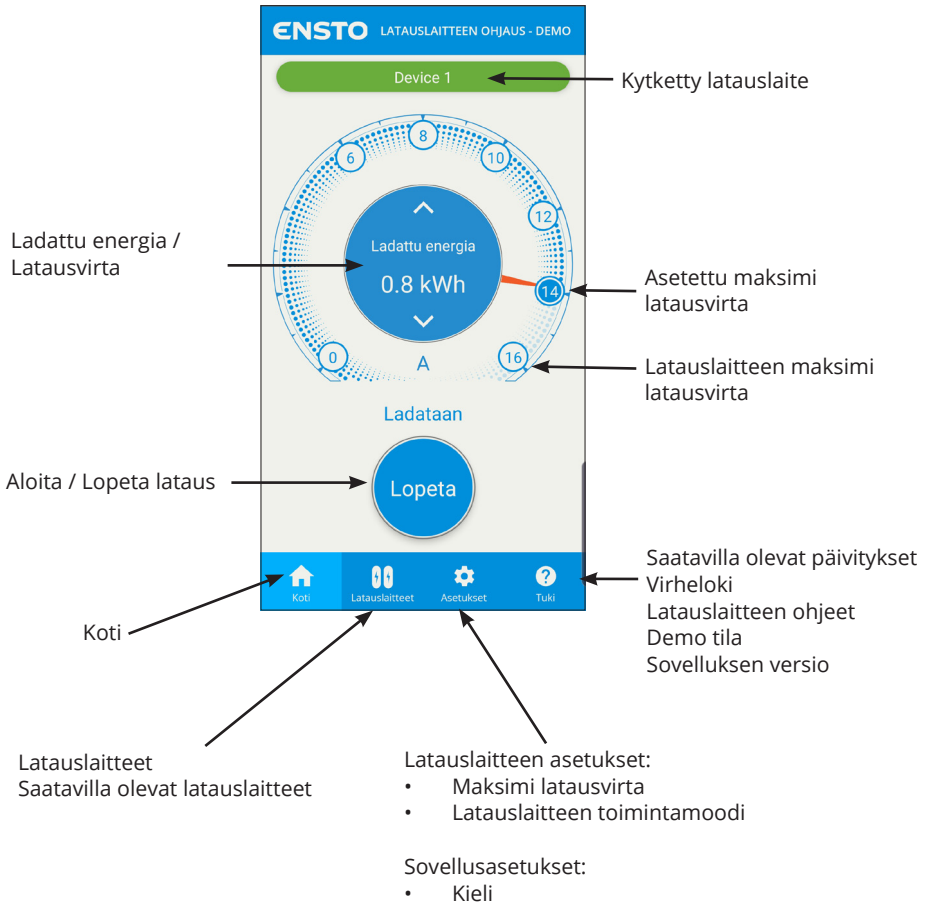 ENSTO LATAUSLAITTEEN OHJAUS - DEMO
Device 1
Kytketty latauslaite
8
6
10
12
14
0
16
Ladattu energia
0.8 kWh
A
Ladattu energia /
Latausvirta
Asetettu maksimi
latausvirta
Latauslaitteen maksimi
latausvirta
Ladataan
Aloita / Lopeta lataus
Lopeta
Koti
Latauslaitteet
Asetukset
Tuki
Saatavilla olevat päivitykset
Virheloki
Latauslaitteen ohjeet
Demo tila
Sovelluksen versio
Koti
Latauslaitteet
Saatavilla olevat latauslaitteet
Latauslaitteen asetukset:
• Maksimi latausvirta
• Latauslaitteen toimintamoodi
Sovellusasetukset:
• Kieli